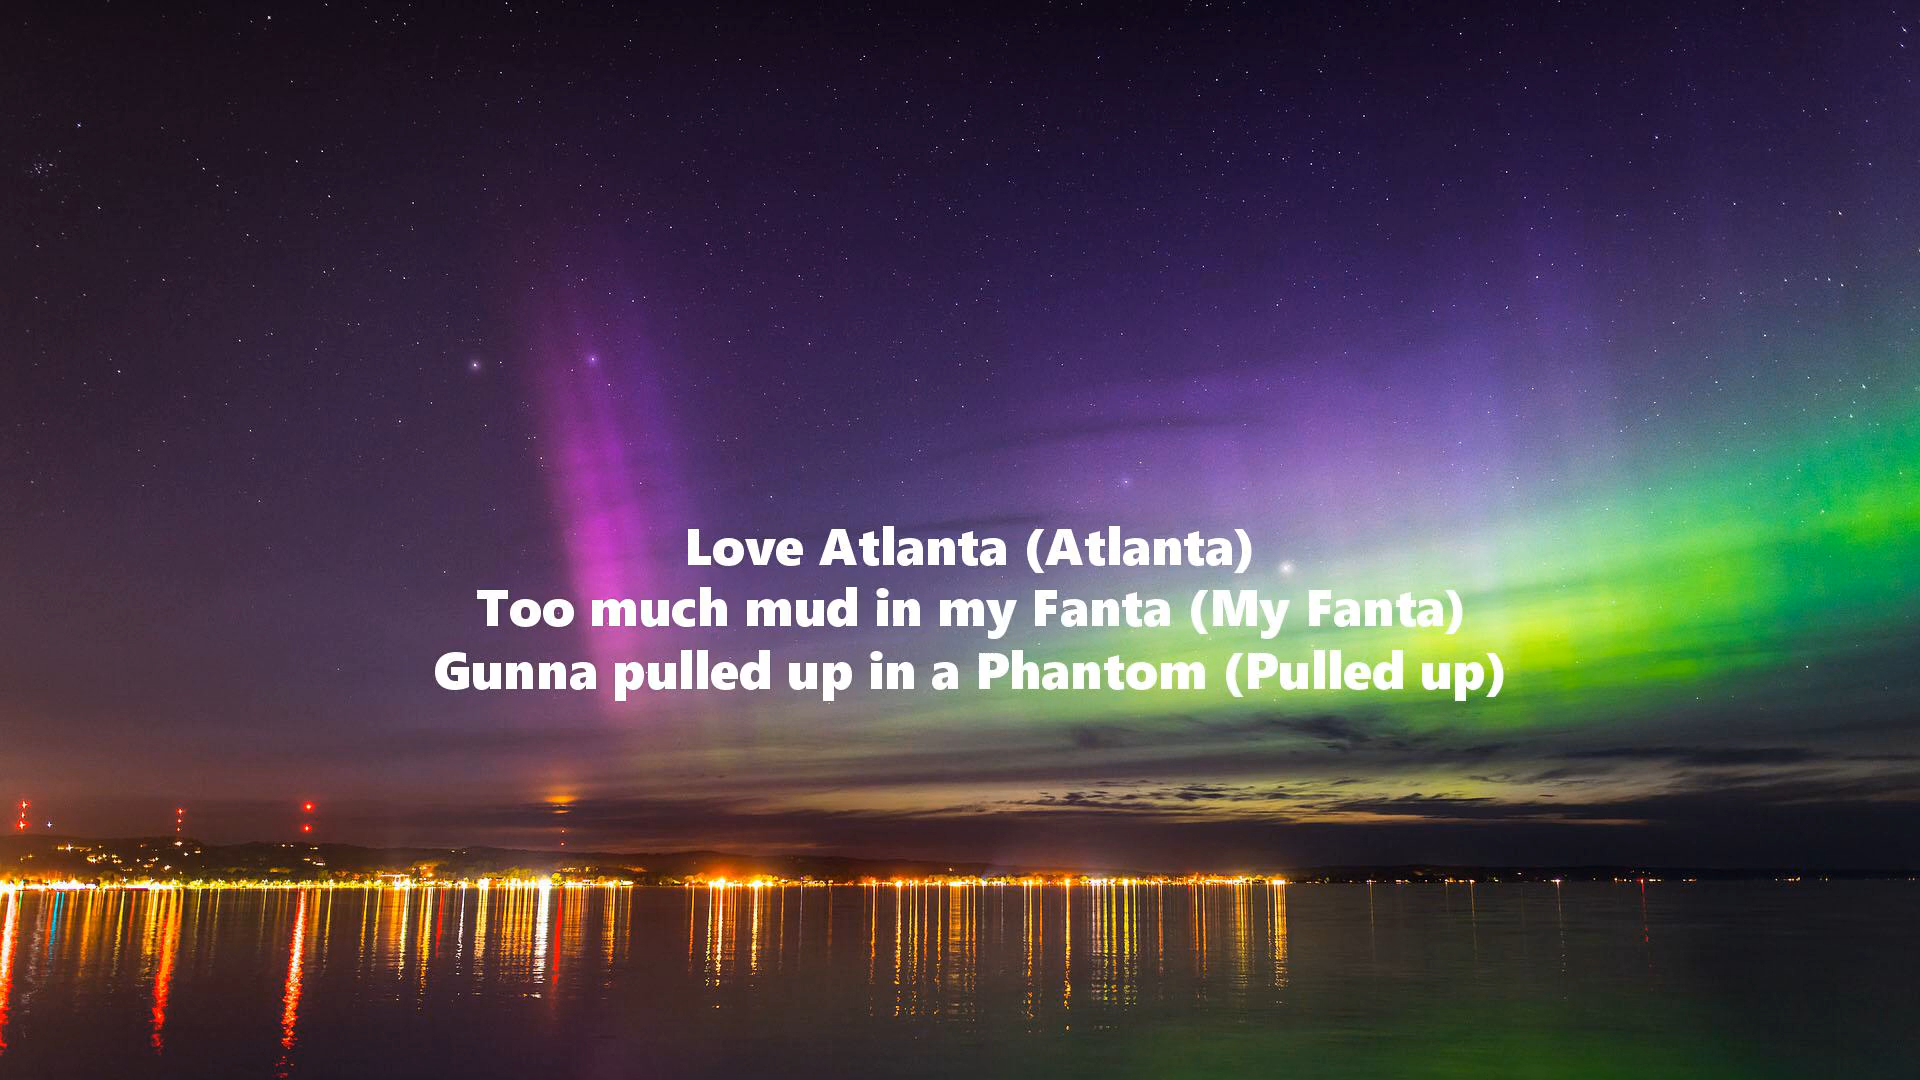 Love Atlanta (Atlanta)
Too much mud in my Fanta (My Fanta)
Gunna pulled up in a Phantom (Pulled up)